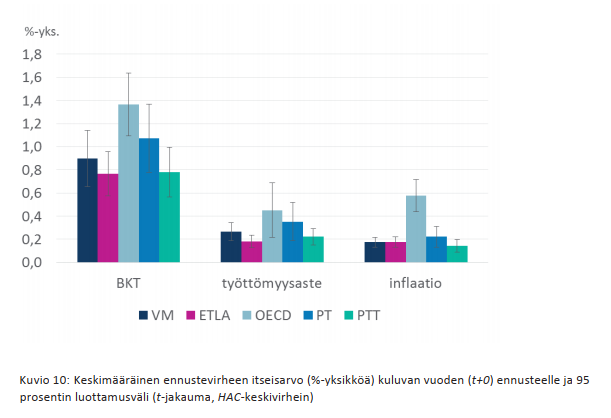 %-yks.
1,8
1,6
1,4
1,2
1,0
0,8
0,6
0,4
0,2
0,0
BKT työttömyysaste inflaatio
VM ETLA OECD PT PTT
Kuvio 10: Keskimääräinen ennustevirheen itseisarvo (%-yksikköä) kuluvan vuoden (t+0) ennusteelle ja 95
prosentin luottamusväli (t-jakauma, HAC-keskivirhein)